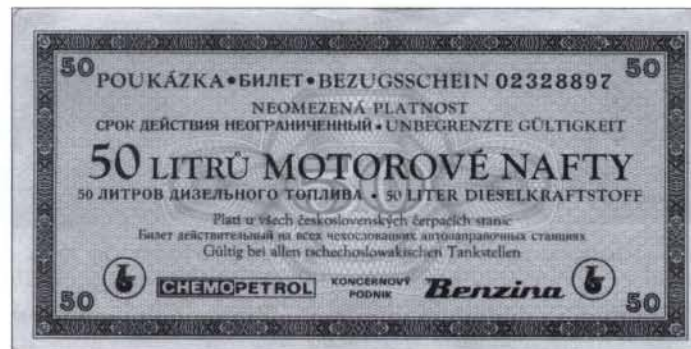 50 50
POUKÁZKA • БИЛЕТ • BEZUGSSCHEIN 02328897
NEOMEZENÁ PLATNOST
СРОК ДЕЙСТВИЯ НЕОГРАНИЧЕННЫЙ • UNBEGRENZTE GÜLTIGKEIT
50 LITRŮ MOTOROVÉ NAFTY
50 ЛИТРОВ ДИЗЕЛЬНОГО ТОПЛИВА • 50 LITER DIESELKRAFTSTOFF
Platí u všech československých čerpacích stanic
Билет действительный на всех чехословацких автозаправочных станциях
Gültig bei allen tschechoslowakischen Tankstellen
CHEMOPETROL KONCERNOVÝ Benzina
PODNIK
50 50